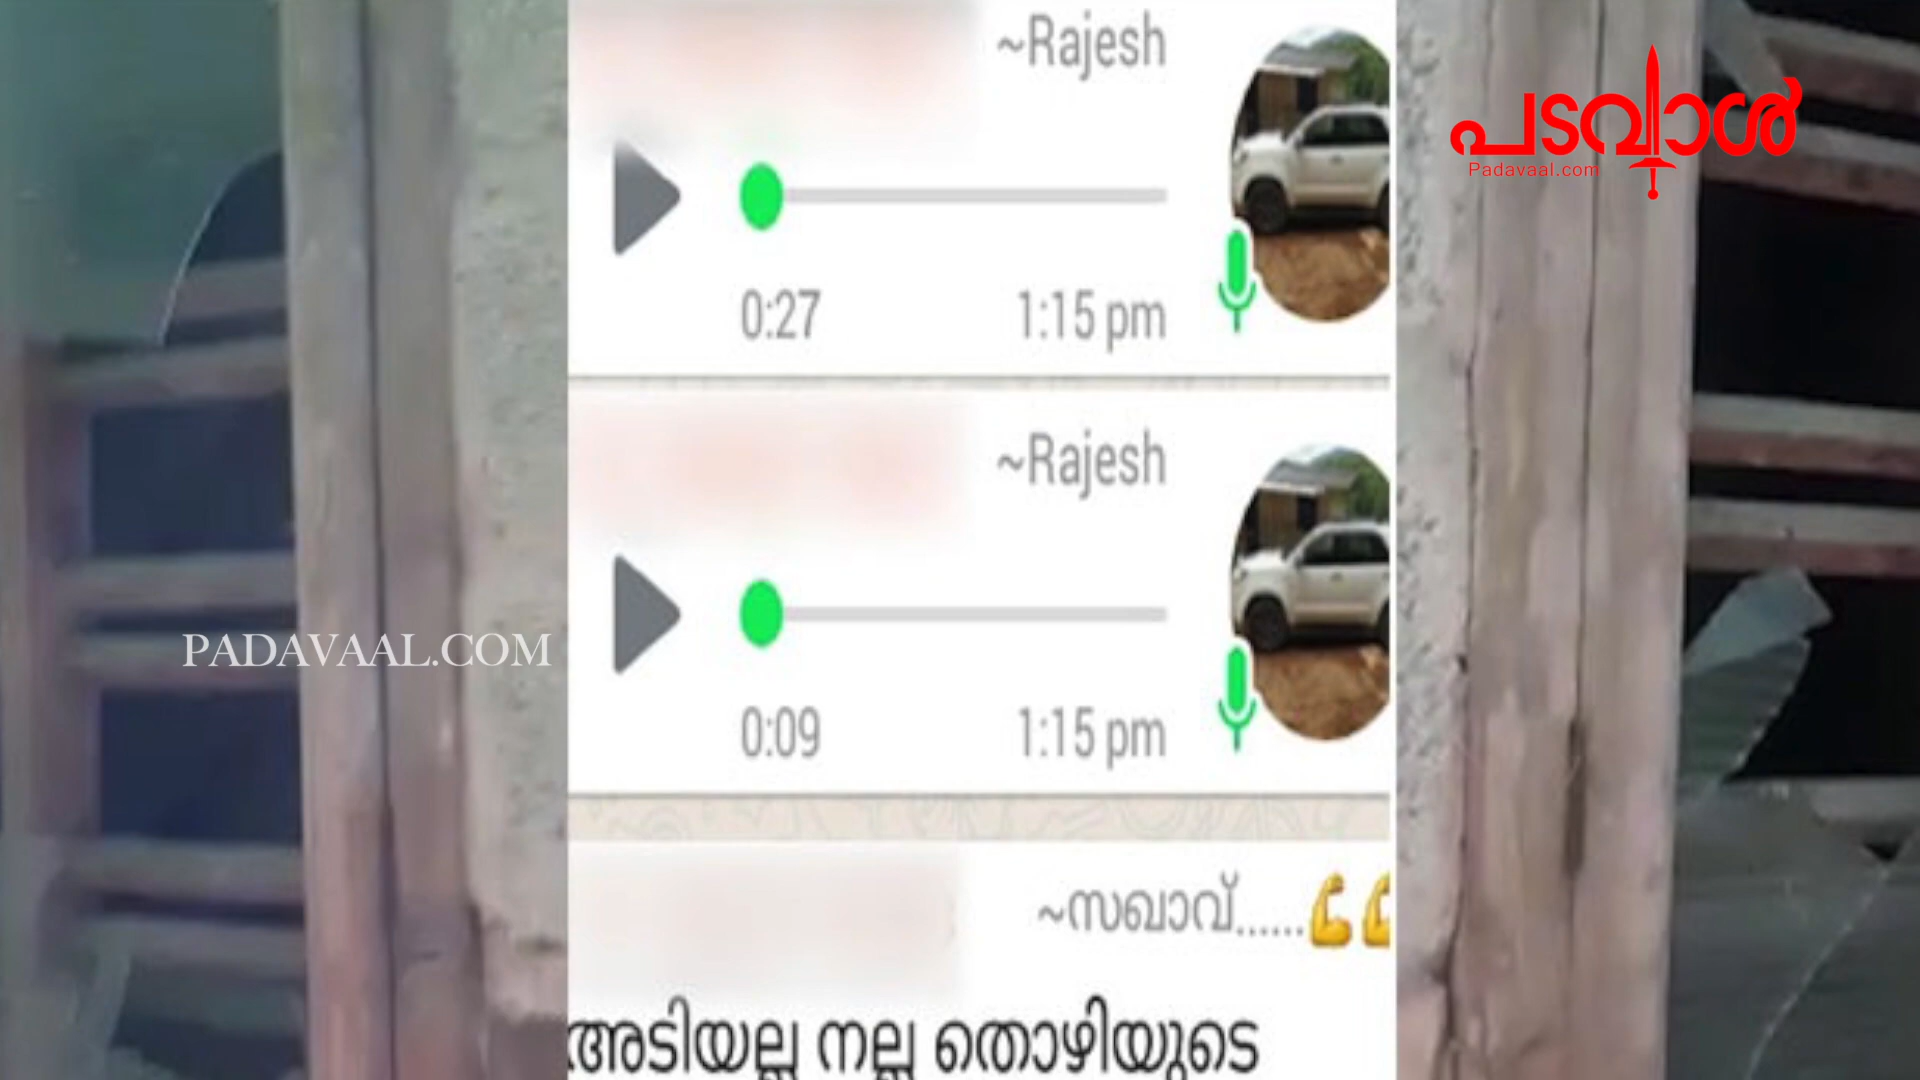 ~Rajesh
പടവാൾ
Padavaal.com
0:27 1:15 pm
~Rajesh
PADAVAAL.COM
0:09 1:15 pm
~സഖാവ്......💪💪
അടിയല്ല നല്ല തൊഴിയുടെ